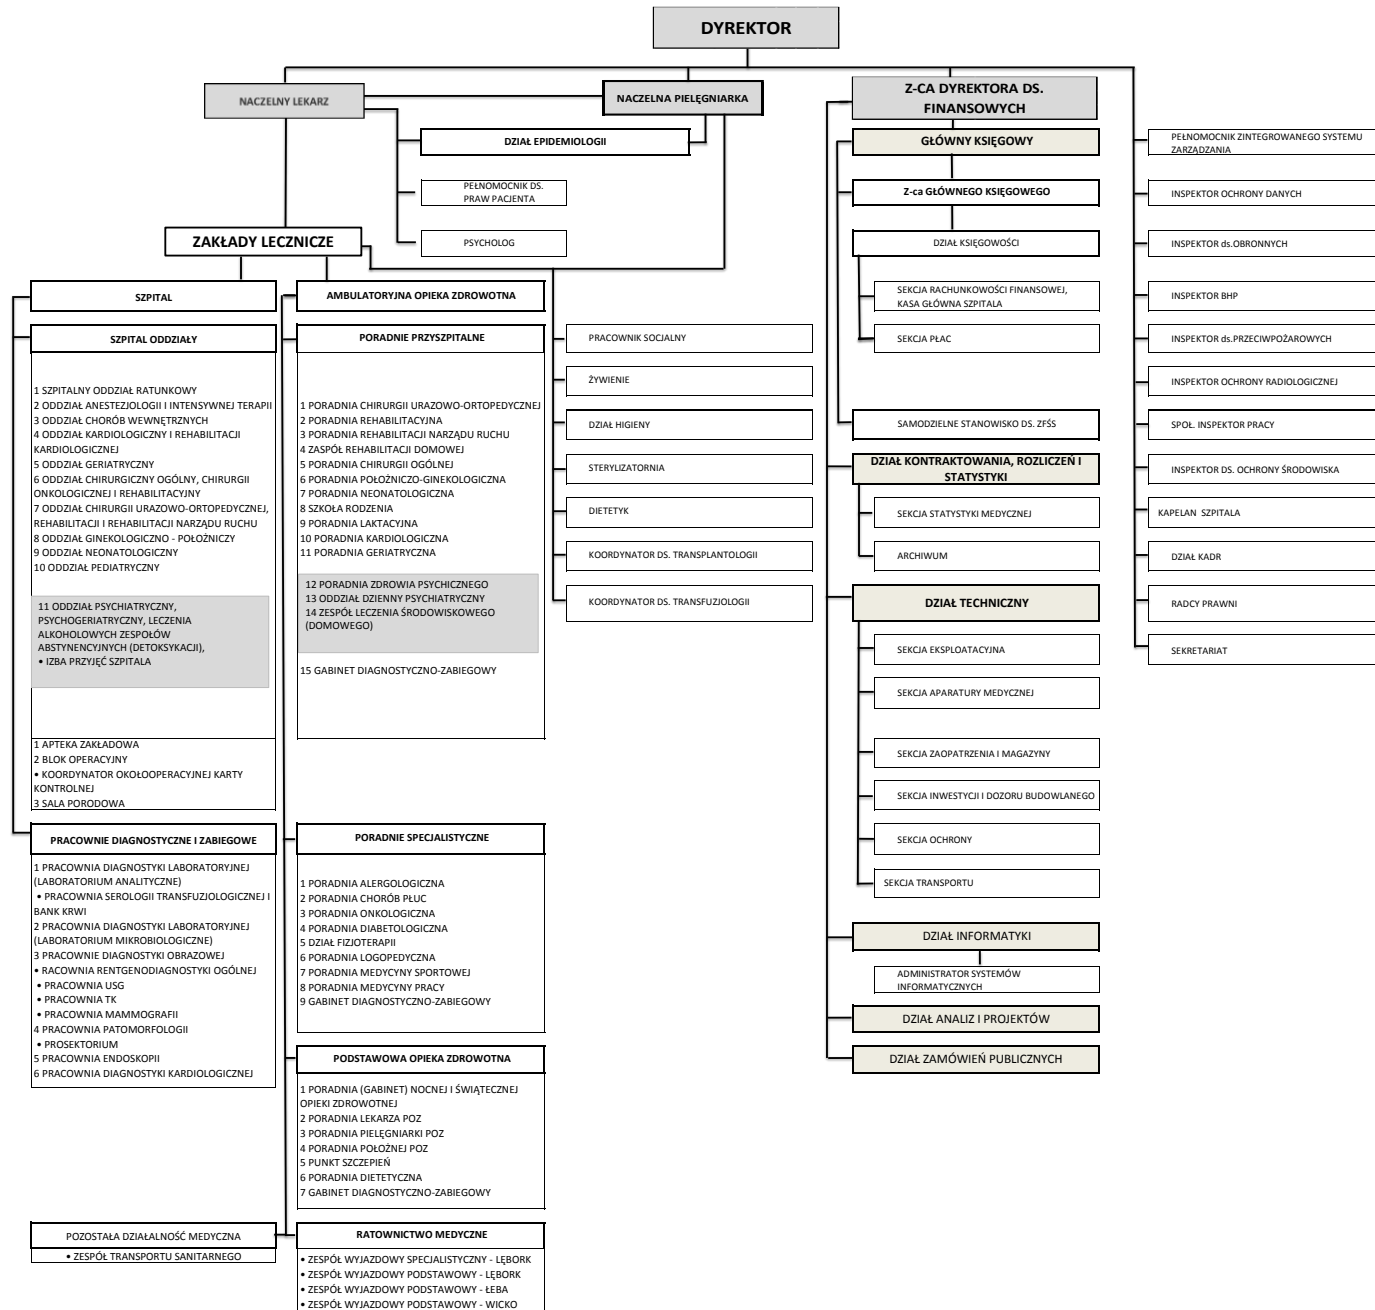 DYREKTOR
NACZELNY LEKARZ
NACZELNA PIELĘGNIARKA
Z-CA DYREKTORA DS.
FINANSOWYCH
DZIAŁ EPIDEMIOLOGII
PEŁNOMOCNIK DS.
PRAW PACJENTA
PSYCHOLOG
ZAKŁADY LECZNICZE
SZPITAL
SZPITAL ODDZIAŁY
1 SZPITALNY ODDZIAŁ RATUNKOWY
2 ODDZIAŁ ANESTEZJOLOGII I INTENSYWNEJ TERAPII
3 ODDZIAŁ CHORÓB WEWNĘTRZNYCH
4 ODDZIAŁ KARDIOLOGICZNY I REHABILITACJI
KARDIOLOGICZNEJ
5 ODDZIAŁ GERIATRYCZNY
6 ODDZIAŁ CHIRURGICZNY OGÓLNY, CHIRURGII
ONKOLOGICZNEJ I REHABILITACYJNY
7 ODDZIAŁ CHIRURGII URAZOWO-ORTOPEDYCZNEJ,
REHABILITACJI I REHABILITACJI NARZĄDU RUCHU
8 ODDZIAŁ GINEKOLOGICZNO - POŁOŻNICZY
9 ODDZIAŁ NEONATOLOGICZNY
10 ODDZIAŁ PEDIATRYCZNY
11 ODDZIAŁ PSYCHIATRYCZNY,
PSYCHOGERIATRYCZNY, LECZENIA
ALKOHOLOWYCH ZESPOŁÓW
ABSTYNENCYJNYCH (DETOKSYKACJI),
• IZBA PRZYJĘĆ SZPITALA
1 APTEKA ZAKŁADOWA
2 BLOK OPERACYJNY
• KOORDYNATOR OKOŁOOPERACYJNEJ KARTY
KONTROLNEJ
3 SALA PORODOWA
PRACOWNIE DIAGNOSTYCZNE I ZABIEGOWE
1 PRACOWNIA DIAGNOSTYKI LABORATORYJNEJ
(LABORATORIUM ANALITYCZNE)
• PRACOWNIA SEROLOGII TRANSFUZJOLOGICZNEJ I
BANK KRWI
2 PRACOWNIA DIAGNOSTYKI LABORATORYJNEJ
(LABORATORIUM MIKROBIOLOGICZNE)
3 PRACOWNIE DIAGNOSTYKI OBRAZOWEJ
• RACOWNIA RENTGENODIAGNOSTYKI OGÓLNEJ
• PRACOWNIA USG
• PRACOWNIA TK
• PRACOWNIA MAMMOGRAFII
4 PRACOWNIA PATOMORFOLOGII
• PROSEKTORIUM
5 PRACOWNIA ENDOSKOPII
6 PRACOWNIA DIAGNOSTYKI KARDIOLOGICZNEJ
POZOSTAŁA DZIAŁALNOŚĆ MEDYCZNA
• ZESPÓŁ TRANSPORTU SANITARNEGO
AMBULATORYJNA OPIEKA ZDROWOTNA
PORADNIE PRZYSZPITALNE
1 PORADNIA CHIRURGII URAZOWO-ORTOPEDYCZNEJ
2 PORADNIA REHABILITACYJNA
3 PORADNIA REHABILITACJI NARZĄDU RUCHU
4 ZASPÓŁ REHABILITACJI DOMOWEJ
5 PORADNIA CHIRURGII OGÓLNEJ
6 PORADNIA POŁOŻNICZO-GINEKOLOGICZNA
7 PORADNIA NEONATOLOGICZNA
8 SZKOŁA RODZENIA
9 PORADNIA LAKTACYJNA
10 PORADNIA KARDIOLOGICZNA
11 PORADNIA GERIATRYCZNA
12 PORADNIA ZDROWIA PSYCHICZNEGO
13 ODDZIAŁ DZIENNY PSYCHIATRYCZNY
14 ZESPÓŁ LECZENIA ŚRODOWISKOWEGO
(DOMOWEGO)
15 GABINET DIAGNOSTYCZNO-ZABIEGOWY
PORADNIE SPECJALISTYCZNE
1 PORADNIA ALERGOLOGICZNA
2 PORADNIA CHORÓB PŁUC
3 PORADNIA ONKOLOGICZNA
4 PORADNIA DIABETOLOGICZNA
5 DZIAŁ FIZJOTERAPII
6 PORADNIA LOGOPEDYCZNA
7 PORADNIA MEDYCYNY SPORTOWEJ
8 PORADNIA MEDYCYNY PRACY
9 GABINET DIAGNOSTYCZNO-ZABIEGOWY
PODSTAWOWA OPIEKA ZDROWOTNA
1 PORADNIA (GABINET) NOCNEJ I ŚWIĄTECZNEJ
OPIEKI ZDROWOTNEJ
2 PORADNIA LEKARZA POZ
3 PORADNIA PIELĘGNIARKI POZ
4 PORADNIA POŁOŻNEJ POZ
5 PUNKT SZCZEPIEŃ
6 PORADNIA DIETETYCZNA
7 GABINET DIAGNOSTYCZNO-ZABIEGOWY
RATOWNICTWO MEDYCZNE
• ZESPÓŁ WYJAZDOWY SPECJALISTYCZNY - LĘBORK
• ZESPÓŁ WYJAZDOWY PODSTAWOWY - LĘBORK
• ZESPÓŁ WYJAZDOWY PODSTAWOWY - ŁEBA
• ZESPÓŁ WYJAZDOWY PODSTAWOWY - WICKO
PRACOWNIK SOCJALNY
ŻYWIENIE
DZIAŁ HIGIENY
STERYLIZATORNIA
DIETETYK
KOORDYNATOR DS. TRANSPLANTOLOGII
KOORDYNATOR DS. TRANSFUZJOLOGII
GŁÓWNY KSIĘGOWY
Z-ca GŁÓWNEGO KSIĘGOWEGO
DZIAŁ KSIĘGOWOŚCI
SEKCJA RACHUNKOWOŚCI FINANSOWEJ,
KASA GŁÓWNA SZPITALA
SEKCJA PŁAC
SAMODZIELNE STANOWISKO DS. ZFŚS
DZIAŁ KONTRAKTOWANIA, ROZLICZEŃ I
STATYSTYKI
SEKCJA STATYSTYKI MEDYCZNEJ
ARCHIWUM
DZIAŁ TECHNICZNY
SEKCJA EKSPLOATACYJNA
SEKCJA APARATURY MEDYCZNEJ
SEKCJA ZAOPATRZENIA I MAGAZYNY
SEKCJA INWESTYCJI I DOZORU BUDOWLANEGO
SEKCJA OCHRONY
SEKCJA TRANSPORTU
DZIAŁ INFORMATYKI
ADMINISTRATOR SYSTEMÓW
INFORMATYCZNYCH
DZIAŁ ANALIZ I PROJEKTÓW
DZIAŁ ZAMÓWIEŃ PUBLICZNYCH
PEŁNOMOCNIK ZINTEGROWANEGO SYSTEMU
ZARZĄDZANIA
INSPEKTOR OCHRONY DANYCH
INSPEKTOR ds.OBRONNYCH
INSPEKTOR BHP
INSPEKTOR ds.PRZECIWPOŻAROWYCH
INSPEKTOR OCHRONY RADIOLOGICZNEJ
SPOŁ. INSPEKTOR PRACY
INSPEKTOR DS. OCHRONY ŚRODOWISKA
KAPELAN SZPITALA
DZIAŁ KADR
RADCY PRAWNI
SEKRETARIAT